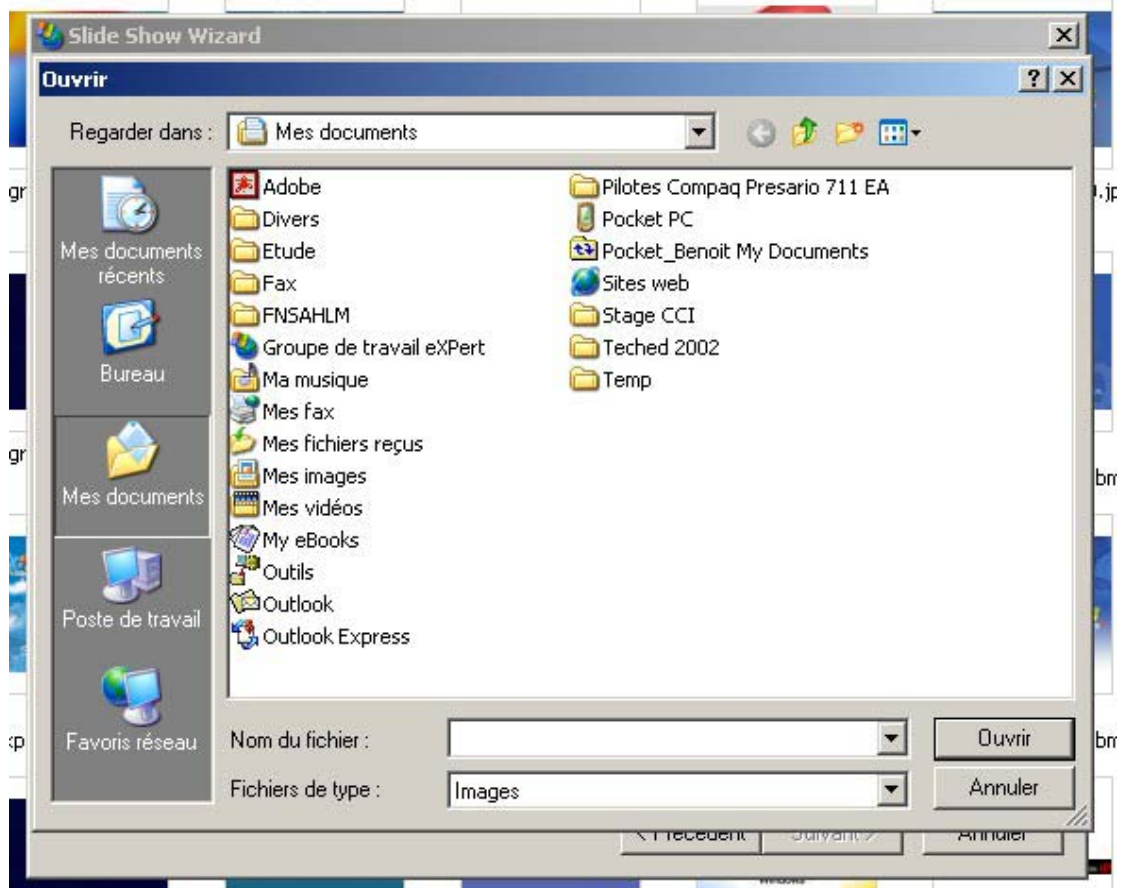 Slide Show Wizard
Ouvrir
Regarder dans :
Mes documents
Mes documents
récents
Bureau
Mes documents
Poste de travail
Favoris réseau
Adobe
Divers
Etude
Fax
FNSAHLM
Groupe de travail eXPert
Ma musique
Mes fax
Mes fichiers reçus
Mes images
Mes vidéos
My eBooks
Outils
Outlook
Outlook Express
Pilotes Compaq Presario 711 EA
Pocket PC
Pocket_Benoit My Documents
Sites web
Stage CCI
Teched 2002
Temp
Nom du fichier :
Ouvrir
Fichiers de type :
Images
Annuler
< Précédent
Suivant >
Annuler